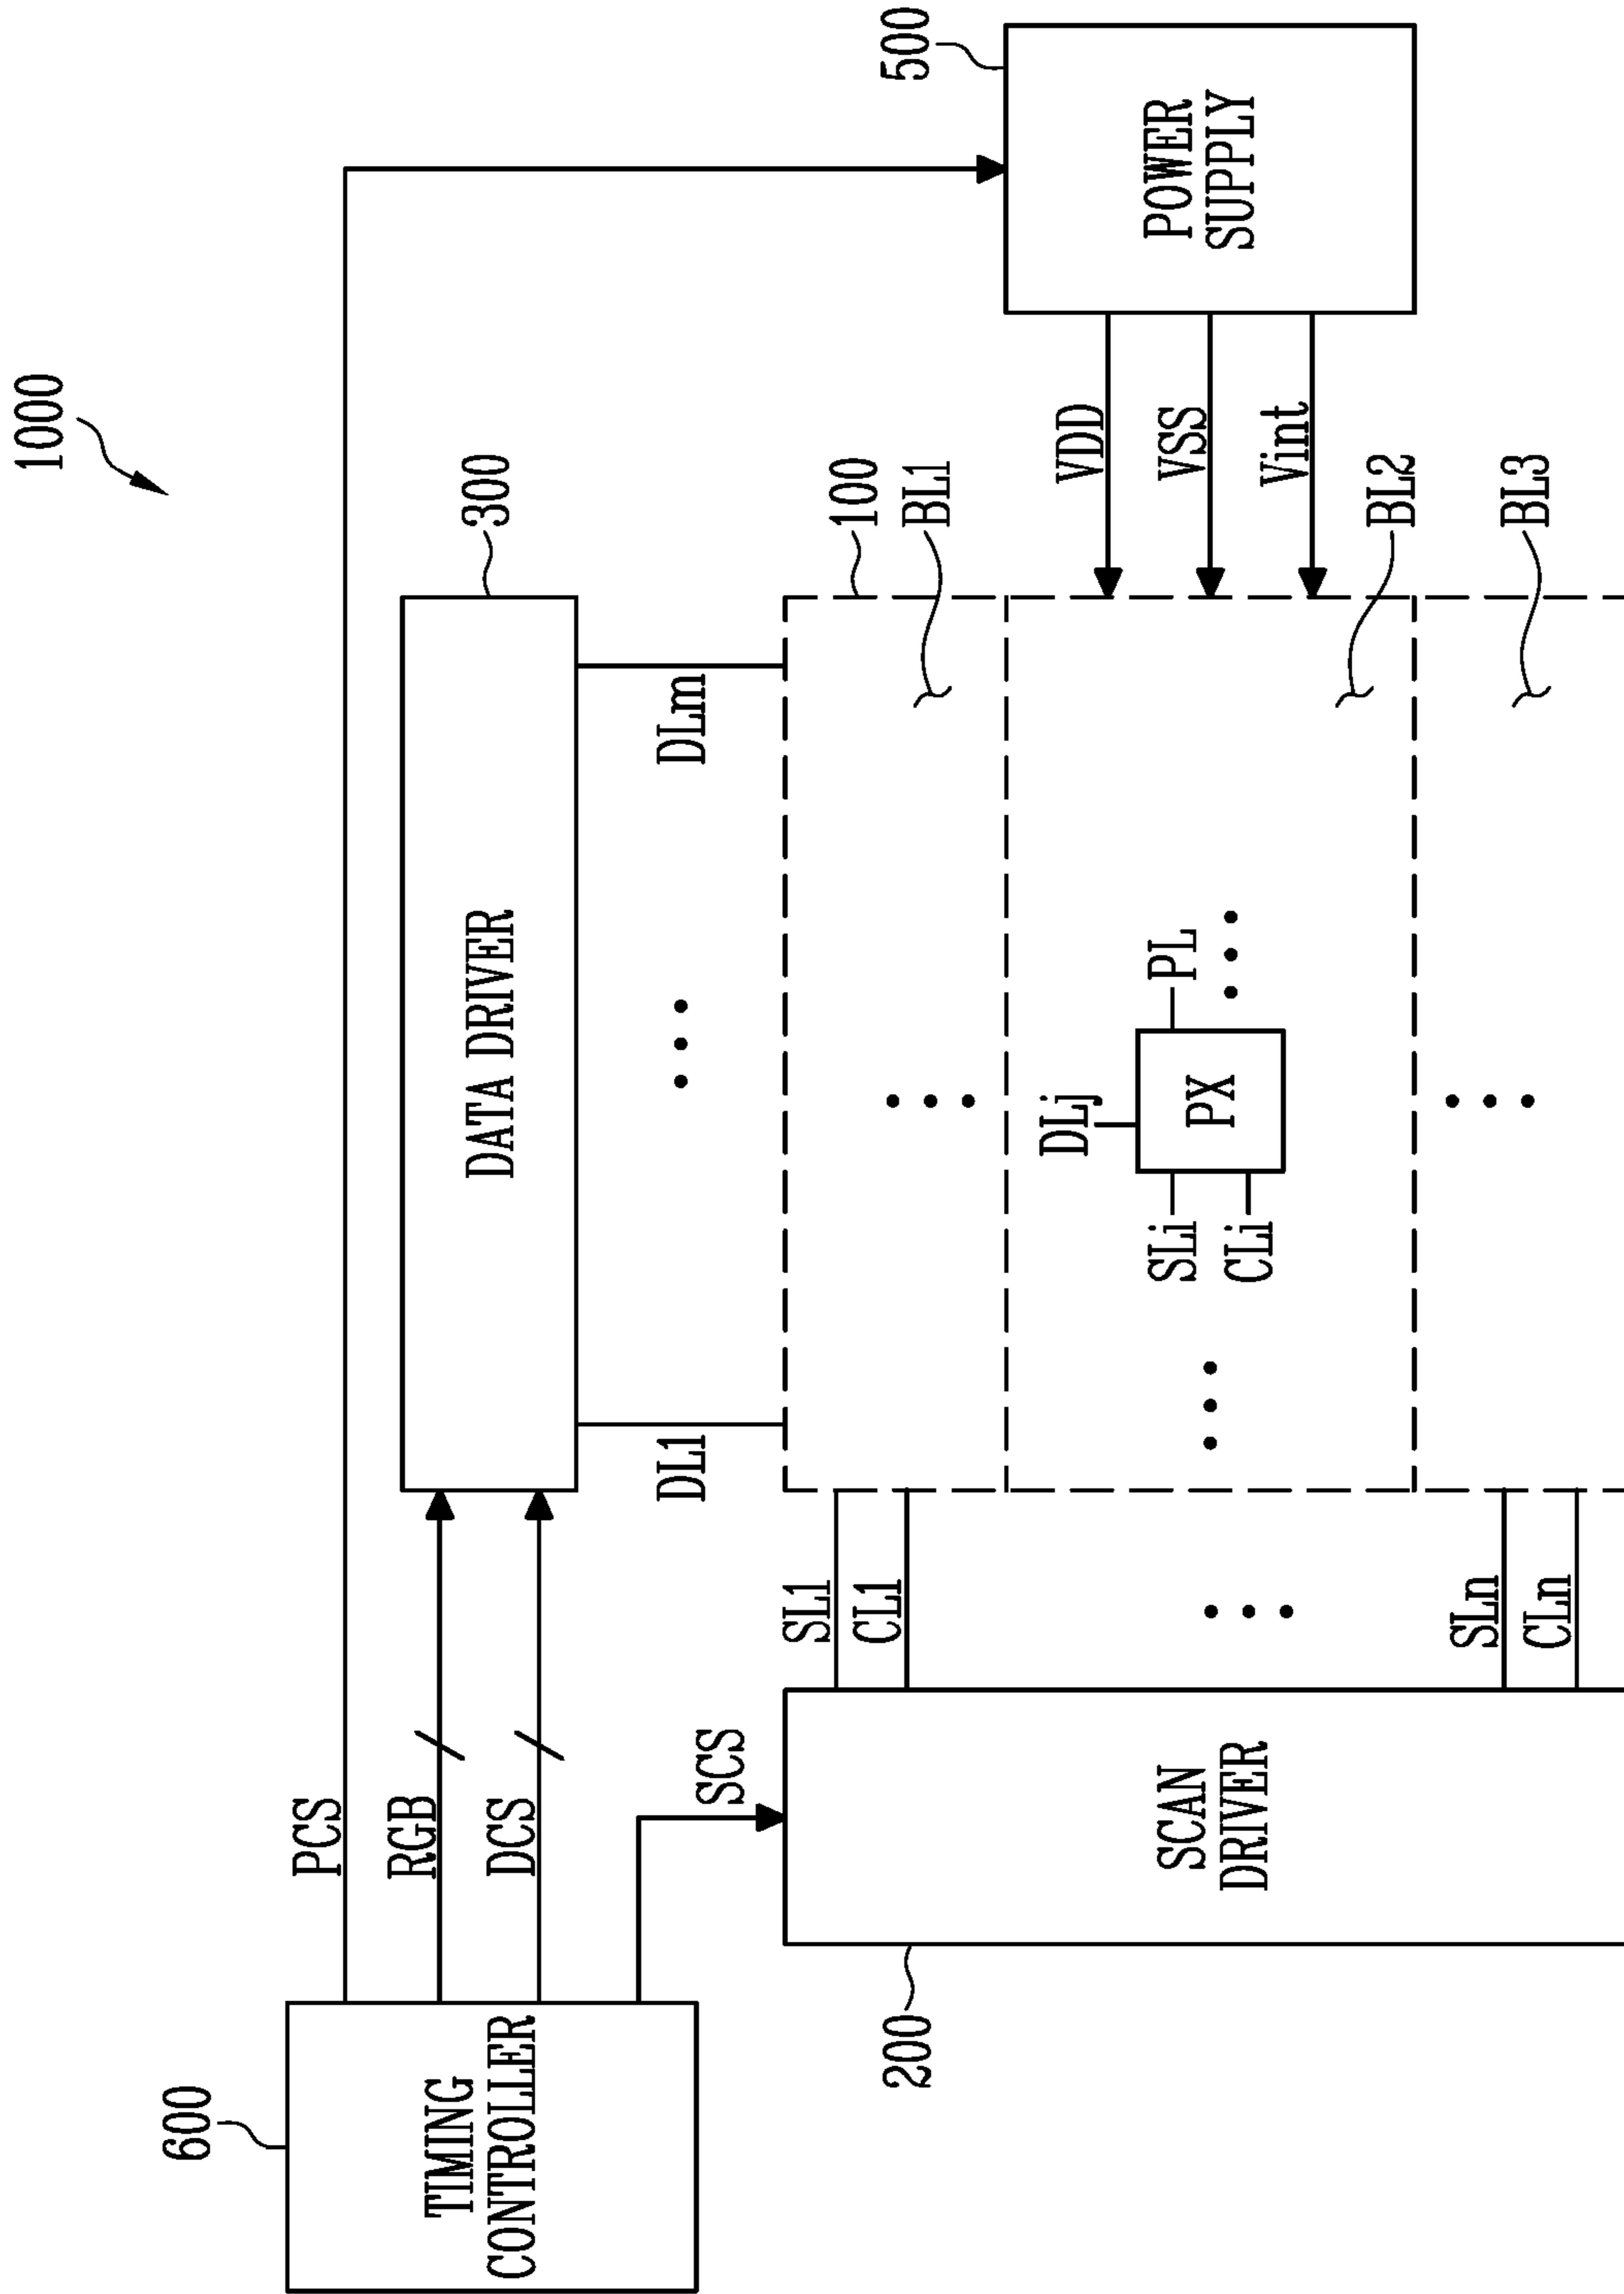 1000
600
TIMING
CONTROLLER
PCS
RGB
DCS
SCS
300
DATA DRIVER
500
POWER
SUPPLY
DL1
DLm
100
BL1
VDD
VSS
Vint
BL2
BL3
200
SCAN
DRIVER
SL1
CL1
SLn
CLn
DLj
SLi
CLi
PX
PL